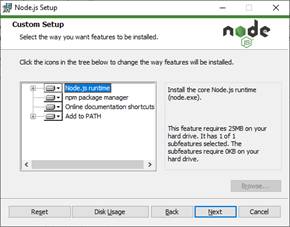 Node.js Setup
Custom Setup
Select the way you want features to be installed.
node
JS
Click the icons in the tree below to change the way features will be installed.
Node.js runtime
npm package manager
Online documentation shortcuts
Add to PATH
Install the core Node.js runtime
(node.exe).
This feature requires 25MB on your
hard drive. It has 1 of 1
subfeatures selected. The
subfeatures require 0KB on your
hard drive.
Browse...
Reset
Disk Usage
Back
Next
Cancel